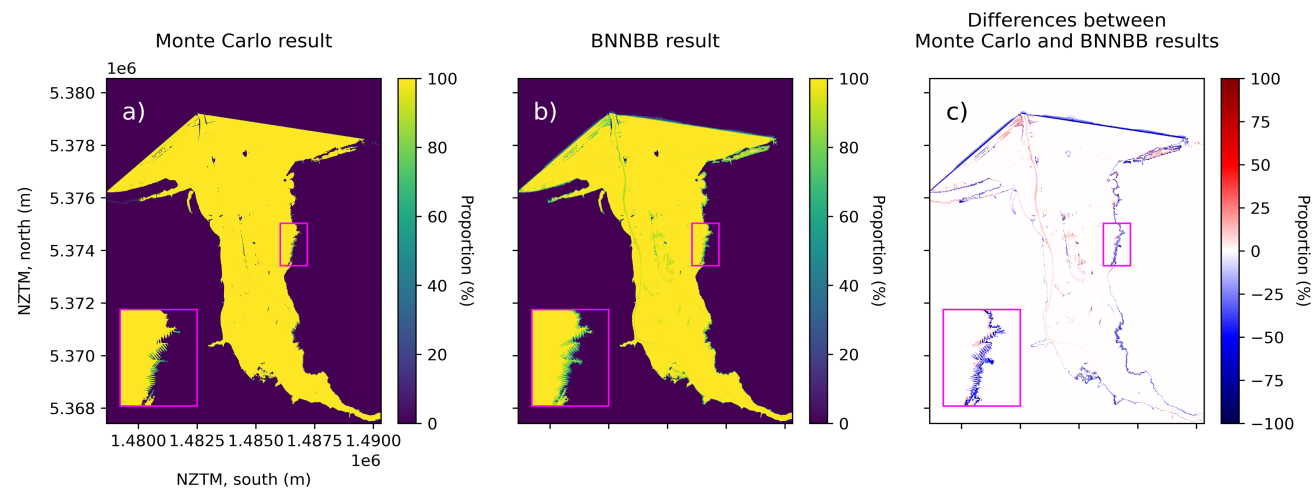 Monte Carlo result
BNNBB result
Differences between
Monte Carlo and BNNBB results
1e6
5.380
5.378
5.376
5.374
5.372
5.370
5.368
NZTM, north (m)
a)
1.4800 1.4825 1.4850 1.4875 1.4900
1e6
NZTM, south (m)
100
80
60
40
20
0
Proportion (%)
b)
100
80
60
40
20
0
Proportion (%)
c)
100
75
50
25
0
−25
−50
−75
−100
Proportion (%)